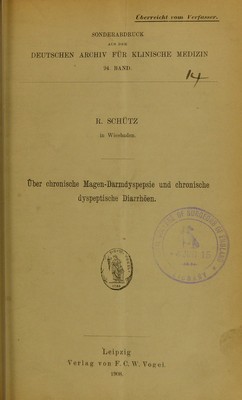 Überreicht vom Verfasser.
SONDERABDRUCK
AUS DEM
DEUTSCHEN ARCHIV FÜR KLINISCHE MEDIZIN
94. BAND.
14
R. SCHÜTZ
in Wiesbaden.
Über chronische Magen-Darmdyspepsie und chronische
dyspeptische Diarrhöen.
Leipzig
Verlag von F. C. W. Vogel
1908.